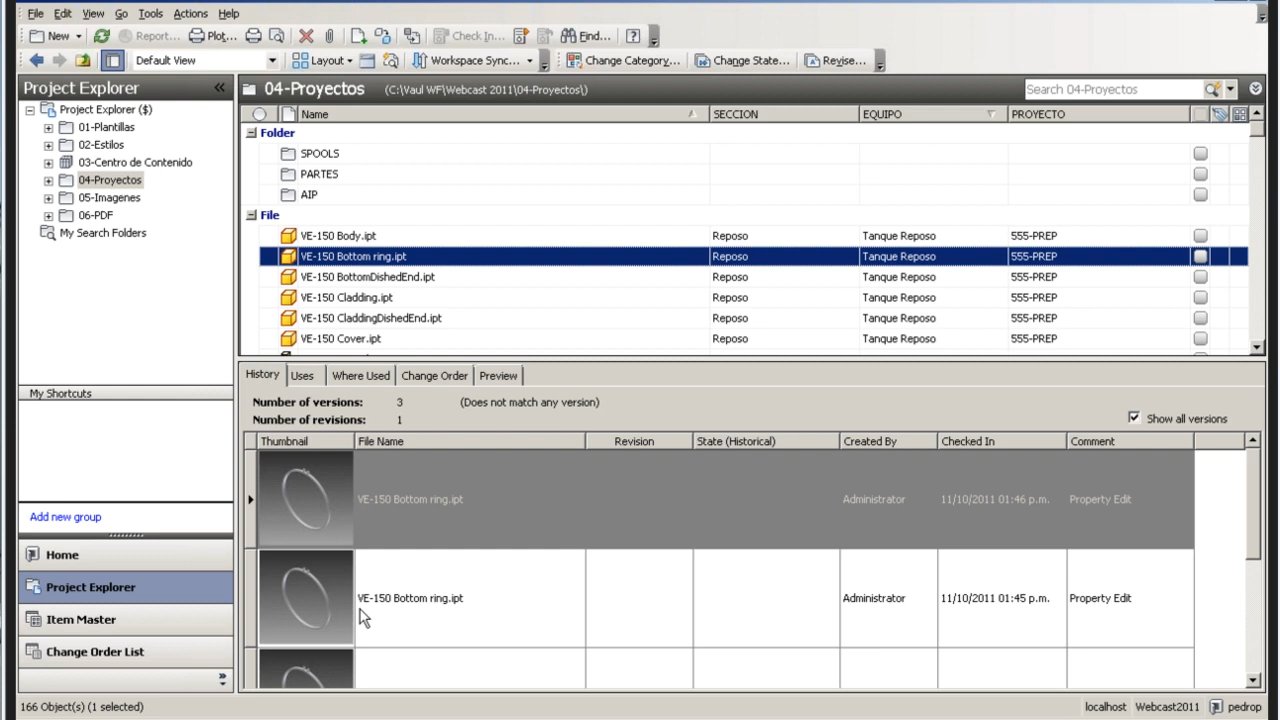 File Edit View Go Tools Actions Help
New Report... Plot... Check In... Find...
Default View Layout Workspace Sync... Change Category... Change State... Revise...
Project Explorer «
Project Explorer ($)
01-Plantillas
02-Estilos
03-Centro de Contenido
04-Proyectos
05-Imagenes
06-PDF
My Search Folders
My Shortcuts
Add new group
Home
Project Explorer
Item Master
Change Order List
04-Proyectos (C:\Vaul WF\Webcast 2011\04-Proyectos\) Search 04-Proyectos
Name SECCION EQUIPO PROYECTO
Folder
SPOOLS
PARTES
AIP
File
VE-150 Body.ipt Reposo Tanque Reposo 555-PREP
VE-150 Bottom ring.ipt Reposo Tanque Reposo 555-PREP
VE-150 BottomDishedEnd.ipt Reposo Tanque Reposo 555-PREP
VE-150 Cladding.ipt Reposo Tanque Reposo 555-PREP
VE-150 CladdingDishedEnd.ipt Reposo Tanque Reposo 555-PREP
VE-150 Cover.ipt Reposo Tanque Reposo 555-PREP
History Uses Where Used Change Order Preview
Number of versions: 3 (Does not match any version)
Number of revisions: 1 Show all versions
Thumbnail File Name Revision State (Historical) Created By Checked In Comment
VE-150 Bottom ring.ipt Administrator 11/10/2011 01:46 p.m. Property Edit
VE-150 Bottom ring.ipt Administrator 11/10/2011 01:45 p.m. Property Edit
166 Object(s) (1 selected) localhost Webcast2011 pedrop